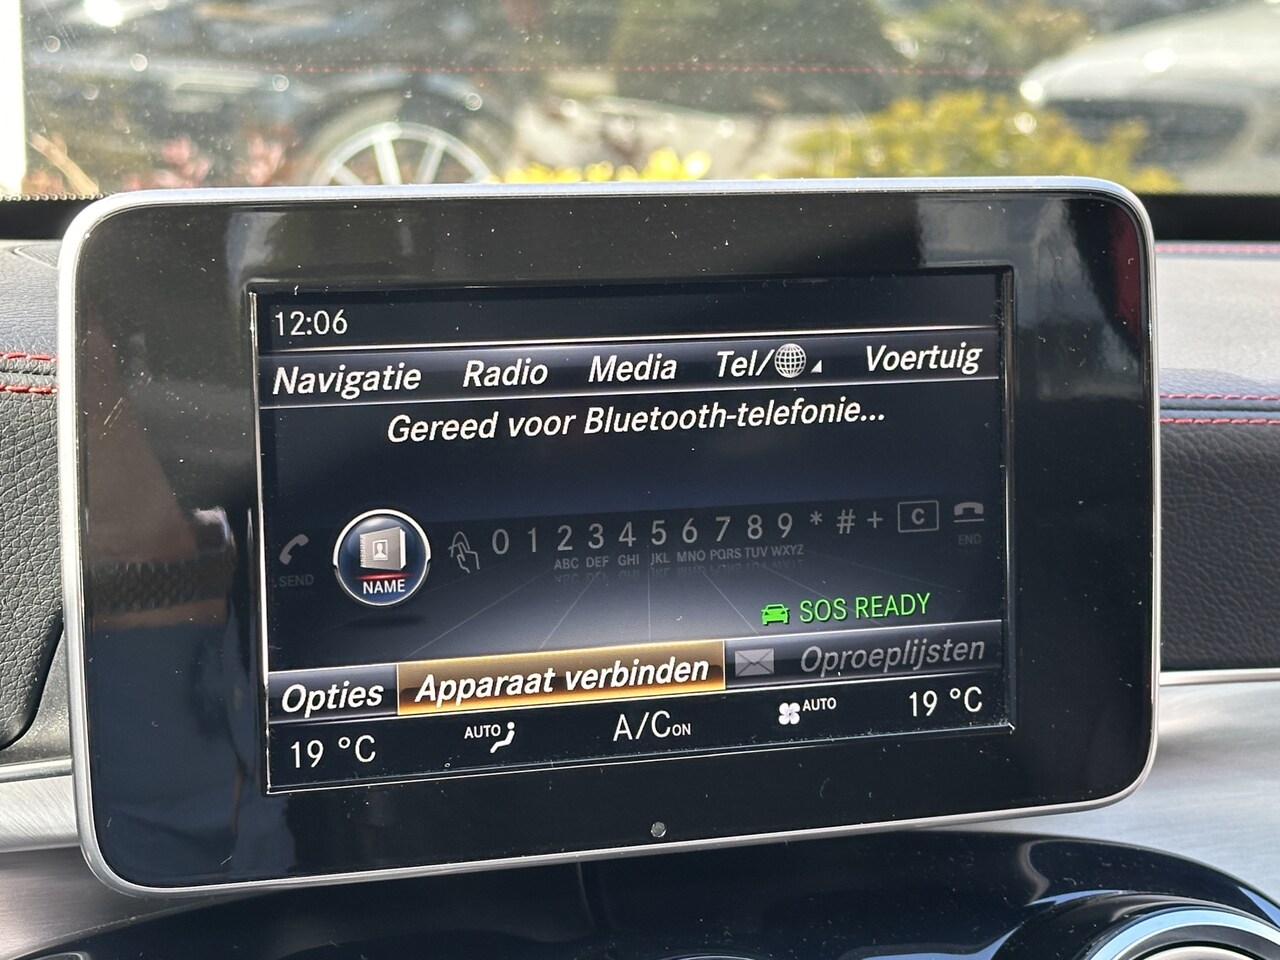 12:06
Navigatie Radio Media Tel/ Voertuig
Gereed voor Bluetooth-telefonie...
SEND NAME 0 1 2 3 4 5 6 7 8 9 * # + C END
ABC DEF GHI JKL MNO PQRS TUV WXYZ
SOS READY
Opties Apparaat verbinden Oproeplijsten
19 °C AUTO A/C ON AUTO 19 °C